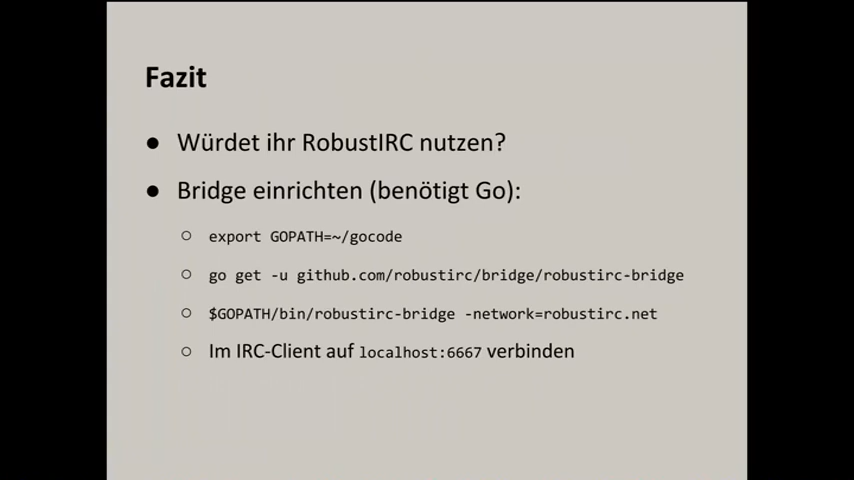 Fazit
● Würdet ihr RobustIRC nutzen?
● Bridge einrichten (benötigt Go):
○ export GOPATH=~/gocode
○ go get -u github.com/robustirc/bridge/robustirc-bridge
○ $GOPATH/bin/robustirc-bridge -network=robustirc.net
○ Im IRC-Client auf localhost:6667 verbinden